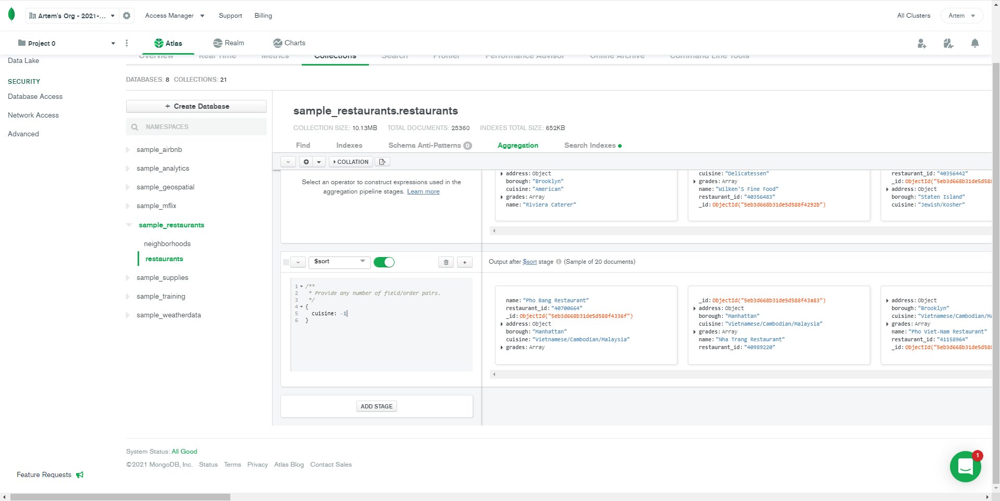 Artem's Org - 2021-...
Access Manager
Support
Billing
All Clusters
Artem
Project 0
Atlas
Realm
Charts
Overview
Real Time
Metrics
Collections
Search
Profiler
Performance Advisor
Online Archive
Command Line Tools
Data Lake
SECURITY
Database Access
Network Access
Advanced
Feature Requests
DATABASES: 8 COLLECTIONS: 21
+ Create Database
NAMESPACES
sample_airbnb
sample_analytics
sample_geospatial
sample_mflix
sample_restaurants
neighborhoods
restaurants
sample_supplies
sample_training
sample_weatherdata
sample_restaurants.restaurants
COLLECTION SIZE: 10.13MB TOTAL DOCUMENTS: 25360 INDEXES TOTAL SIZE: 652KB
Find
Indexes
Schema Anti-Patterns 0
Aggregation
Search Indexes
COLLATION
Select an operator to construct expressions used in the
aggregation pipeline stages. Learn more
address: Object
borough: "Brooklyn"
cuisine: "American"
grades: Array
name: "Riviera Caterer"
cuisine: "Delicatessen"
grades: Array
name: "Wilken'S Fine Food"
restaurant_id: "40356483"
_id: ObjectId("5eb3d668b31de5d588f4292b")
restaurant_id: "40356442"
_id: ObjectId("5eb3d668b31de5d588
address: Object
borough: "Staten Island"
cuisine: "Jewish/Kosher"
$sort
Output after $sort stage (Sample of 20 documents)
1 /**
2 * Provide any number of field/order pairs.
3 */
4 {
5 cuisine: -1
6 }
name: "Pho Bang Restaurant"
restaurant_id: "40700664"
_id: ObjectId("5eb3d668b31de5d588f4336f")
address: Object
borough: "Manhattan"
cuisine: "Vietnamese/Cambodian/Malaysia"
grades: Array
_id: ObjectId("5eb3d668b31de5d588f43a83")
address: Object
borough: "Manhattan"
cuisine: "Vietnamese/Cambodian/Malaysia"
grades: Array
name: "Nha Trang Restaurant"
restaurant_id: "40989220"
address: Object
borough: "Brooklyn"
cuisine: "Vietnamese/Cambodian/Ma
grades: Array
name: "Pho Viet-Nam Restaurant"
restaurant_id: "41158964"
_id: ObjectId("5eb3d668b31de5d588
ADD STAGE
System Status: All Good
©2021 MongoDB, Inc. Status Terms Privacy Atlas Blog Contact Sales
1